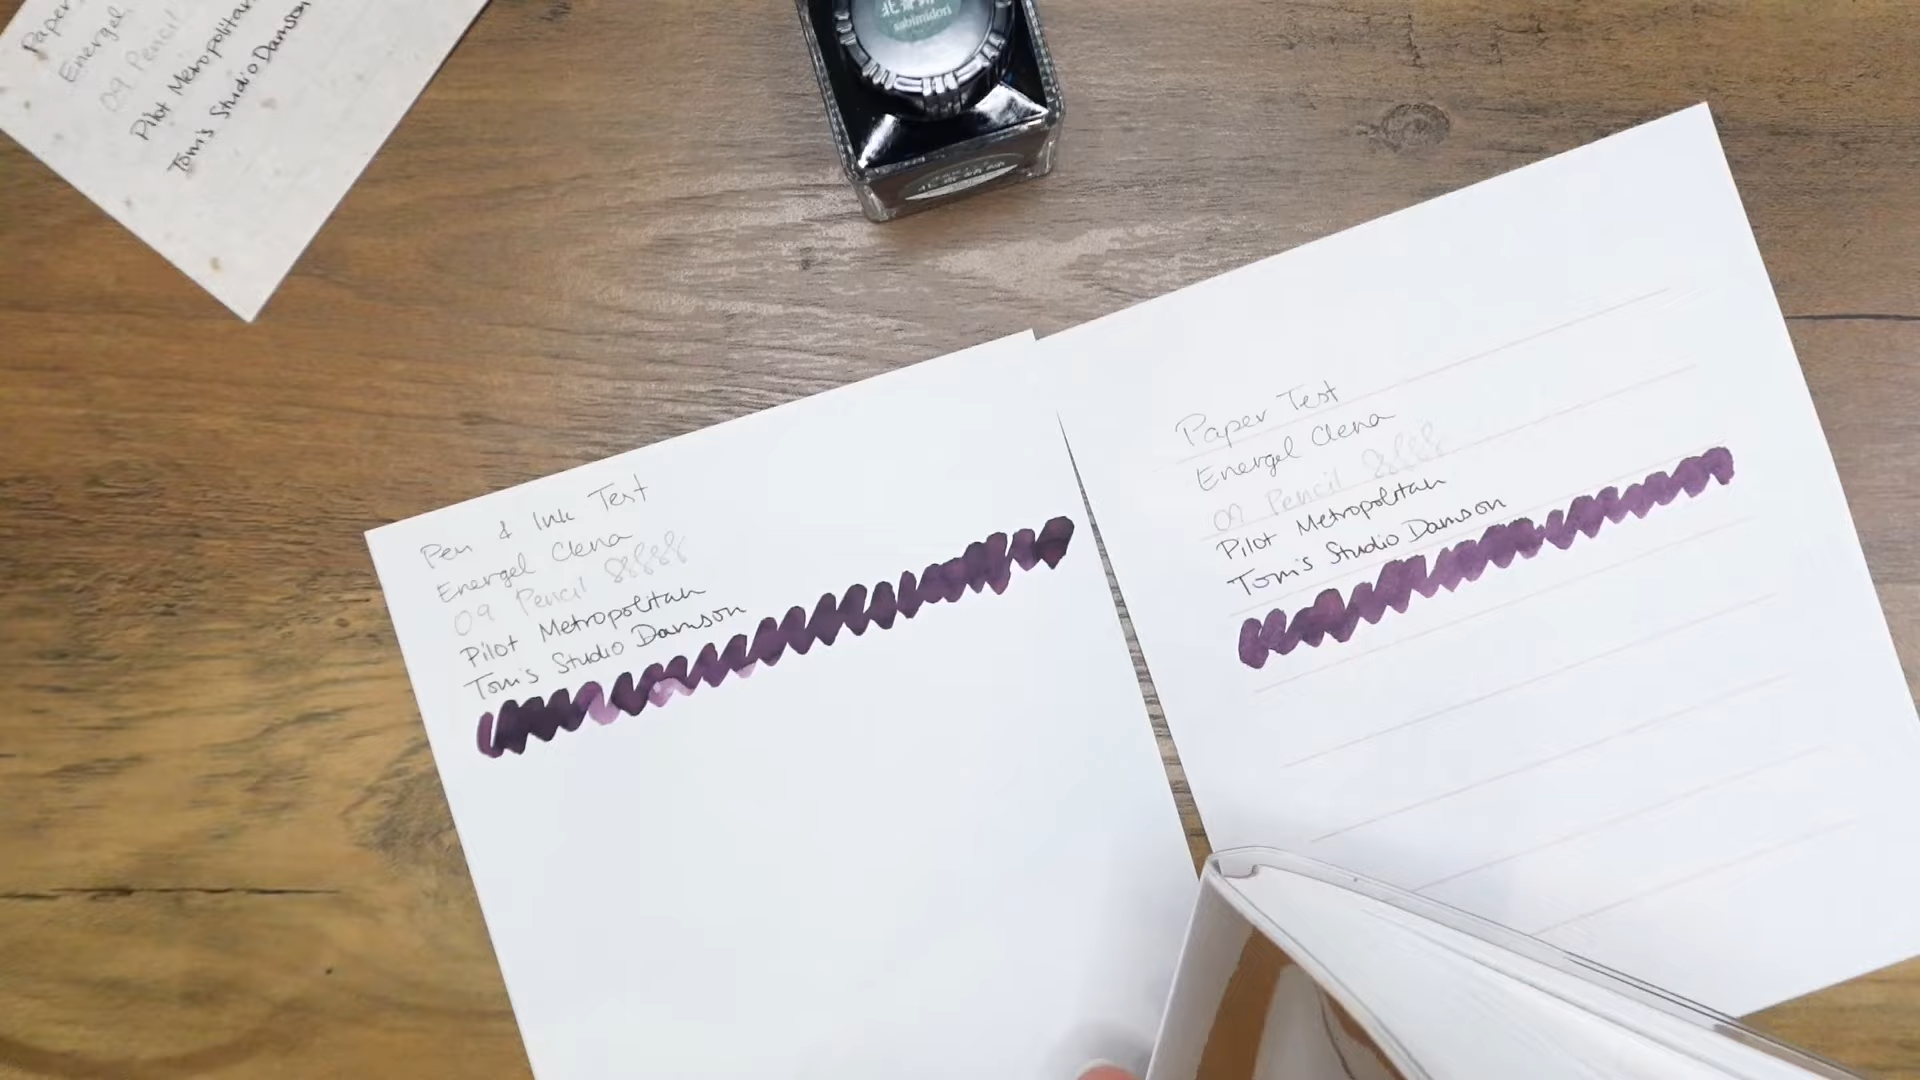 Paper
Energel
09 Pencil
Pilot Metropolitan
Tom's Studio Damson
sabimidori
Pen & Ink Test
Energel Clena
09 Pencil 8888
Pilot Metropolitan
Tom's Studio Damson
Paper Test
Energel Clena
09 Pencil 8888
Pilot Metropolitan
Tom's Studio Damson